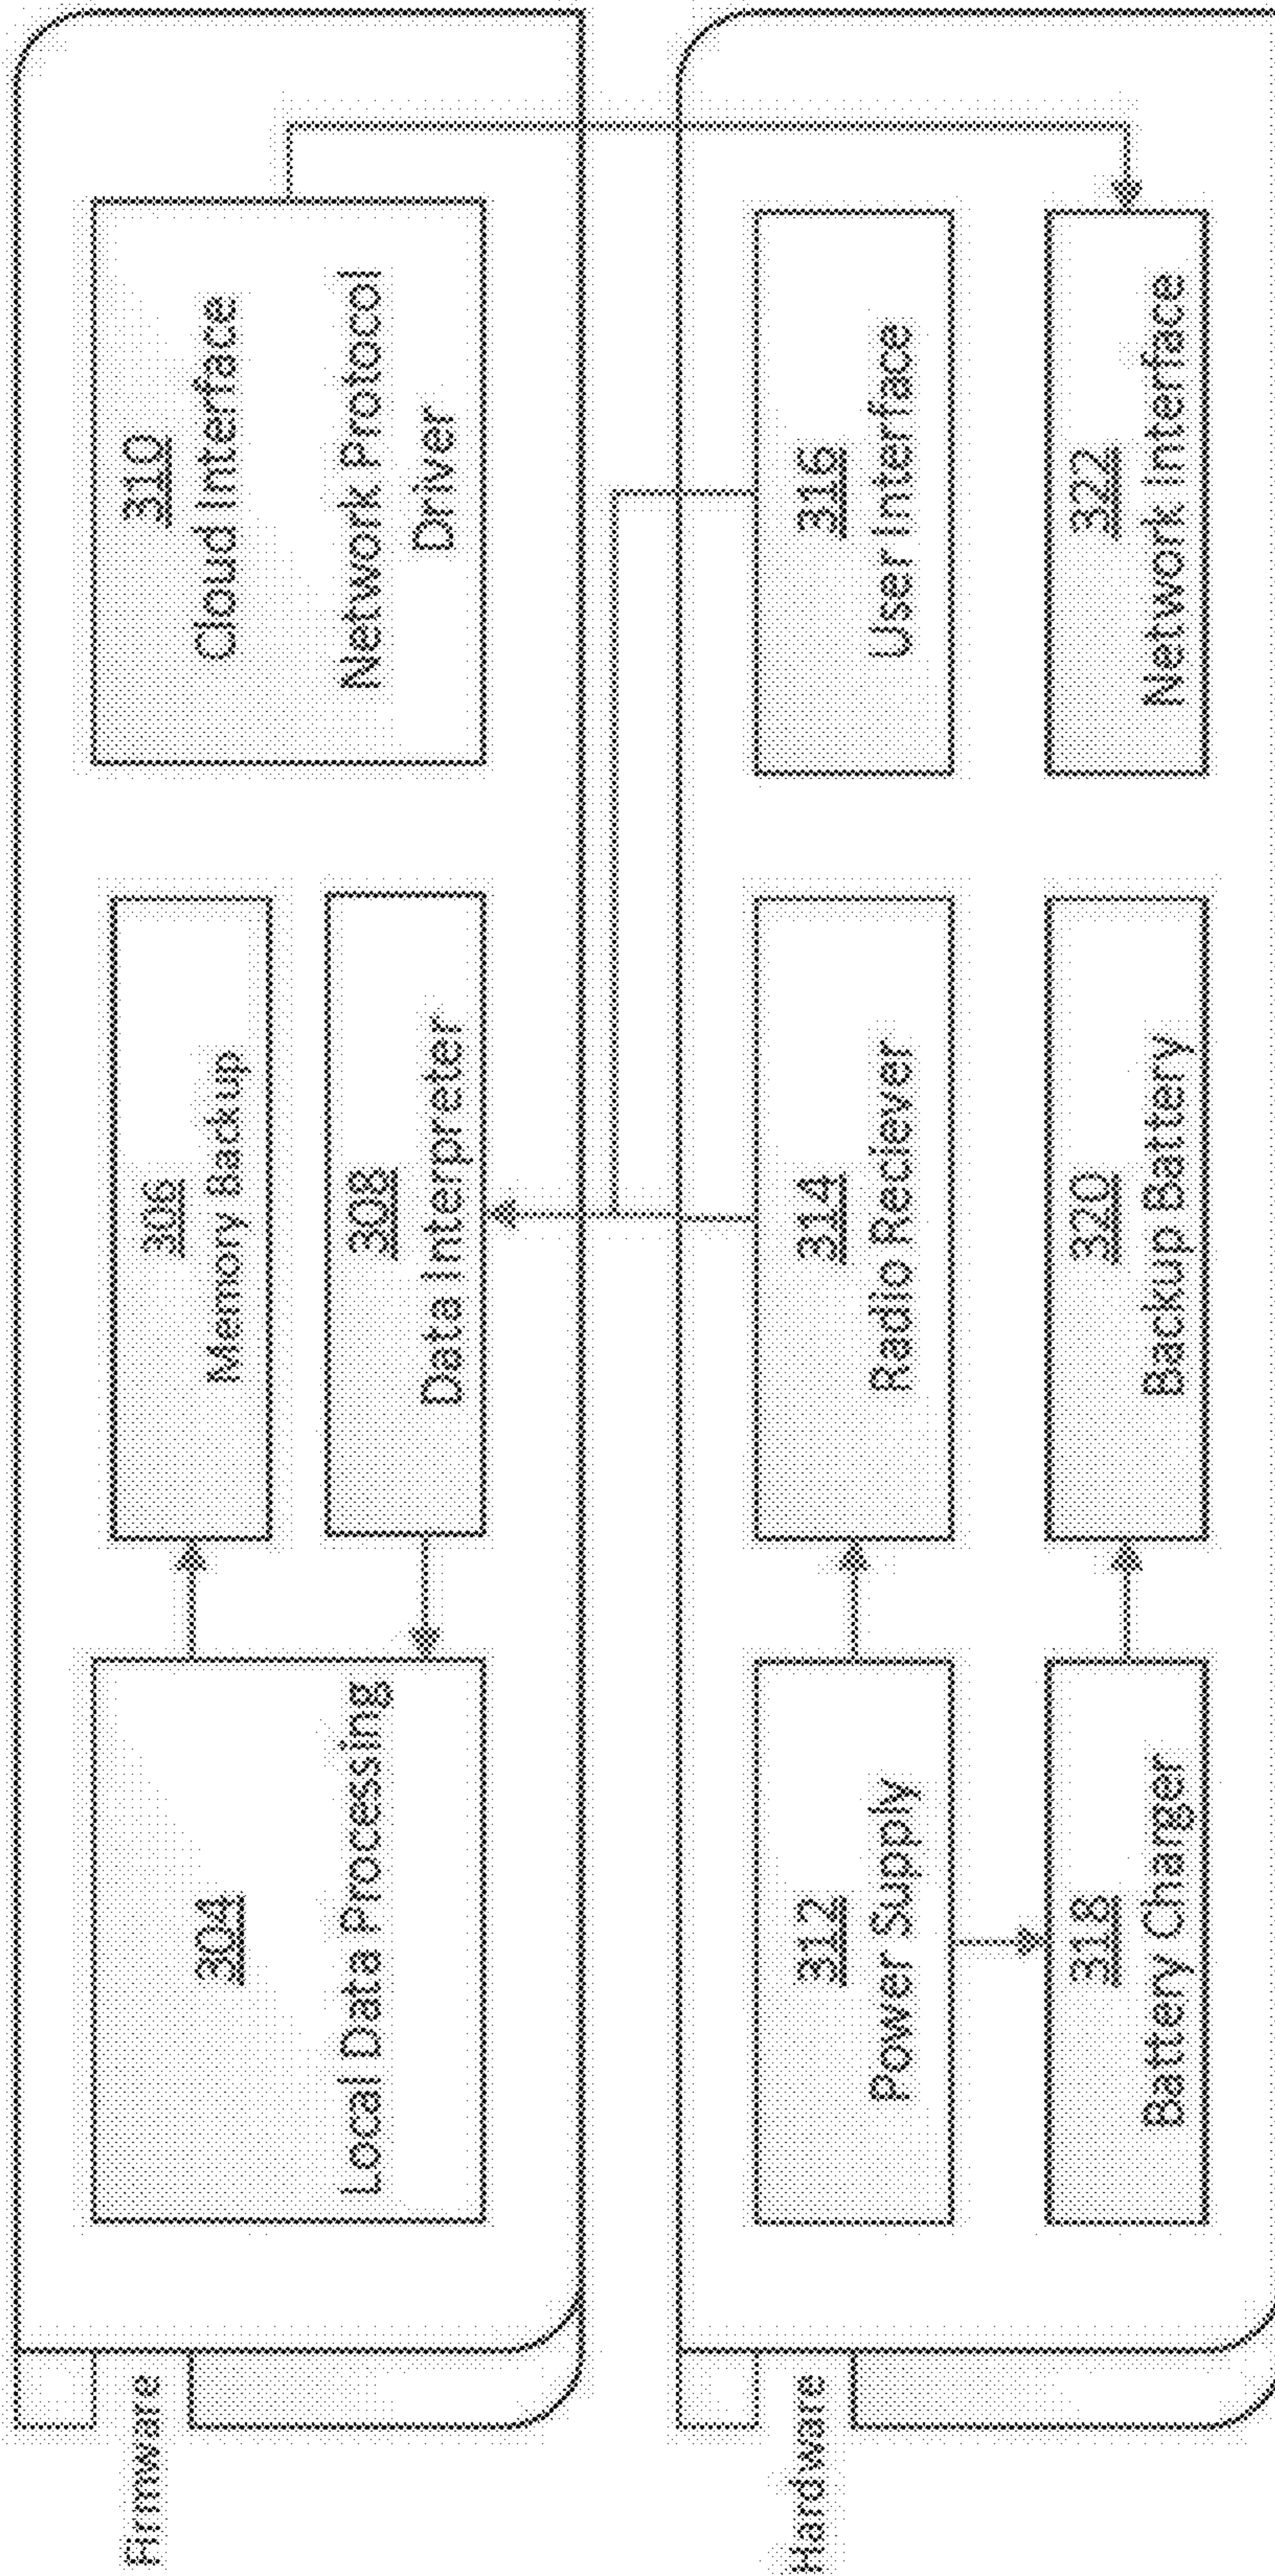 Firmware
304
Local Data Processing
306
Memory Backup
308
Data Interpreter
310
Cloud Interface
Network Protocol
Driver
Hardware
312
Power Supply
314
Radio Reciever
316
User Interface
318
Battery Charger
320
Backup Battery
322
Network Interface